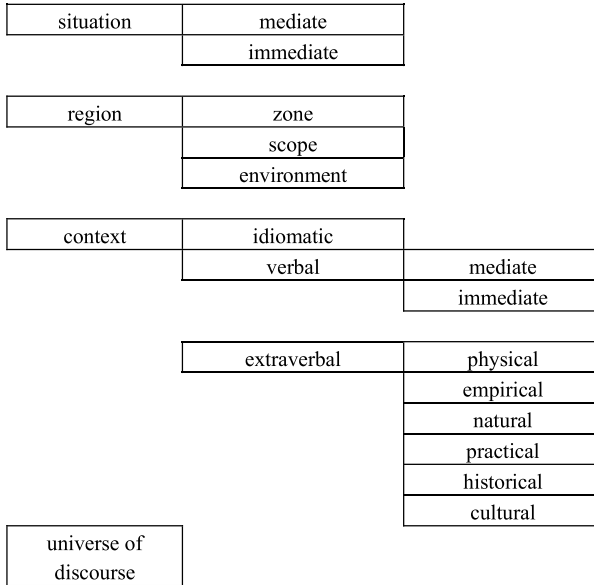 situation mediate
immediate
region zone
scope
environment
context idiomatic
verbal mediate
immediate
extraverbal physical
empirical
natural
practical
historical
cultural
universe of
discourse